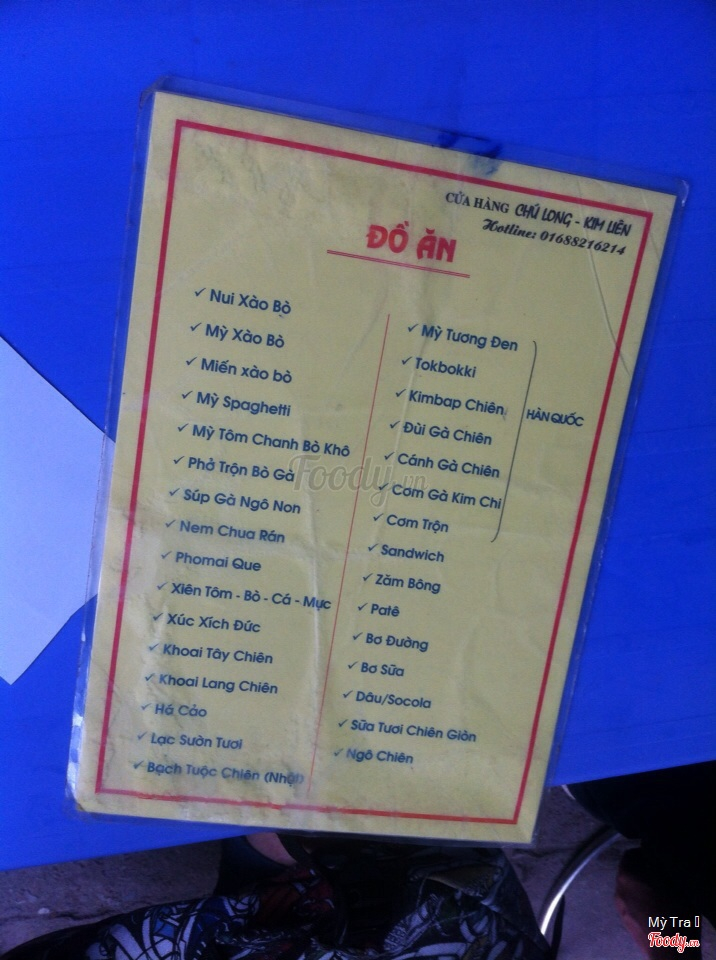 CỬA HÀNG CHÚ LONG - KIM LIÊN
Hotline: 01688216214
ĐỒ ĂN
✓ Nui Xào Bò
✓ Mỳ Xào Bò
✓ Miến xào bò
✓ Mỳ Spaghetti
✓ Mỳ Tôm Chanh Bò Khô
✓ Phở Trộn Bò Gà
✓ Súp Gà Ngô Non
✓ Nem Chua Rán
✓ Phomai Que
✓ Xiên Tôm - Bò - Cá - Mực
✓ Xúc Xích Đức
✓ Khoai Tây Chiên
✓ Khoai Lang Chiên
✓ Há Cảo
✓ Lạc Sườn Tươi
✓ Bạch Tuộc Chiên (Nhật)
✓ Mỳ Tương Đen
✓ Tokbokki
✓ Kimbap Chiên
✓ Đùi Gà Chiên
✓ Cánh Gà Chiên
✓ Cơm Gà Kim Chi
✓ Cơm Trộn
HÀN QUỐC
✓ Sandwich
✓ Zăm Bông
✓ Patê
✓ Bơ Đường
✓ Bơ Sữa
✓ Dâu/Socola
✓ Sữa Tươi Chiên Giòn
✓ Ngô Chiên
Foody.vn
Mỳ Tra
Foody.vn